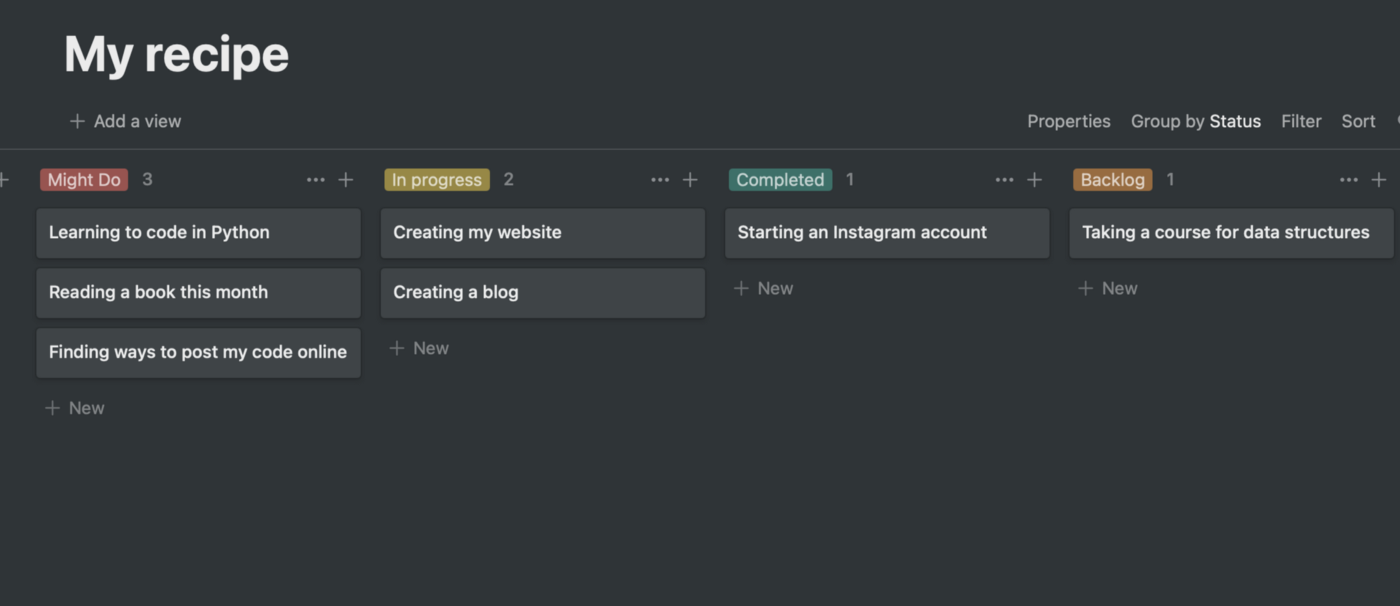 My recipe
Add a view
Properties Group by Status Filter Sort
Might Do 3
Learning to code in Python
Reading a book this month
Finding ways to post my code online
New
In progress 2
Creating my website
Creating a blog
New
Completed 1
Starting an Instagram account
New
Backlog 1
Taking a course for data structures
New